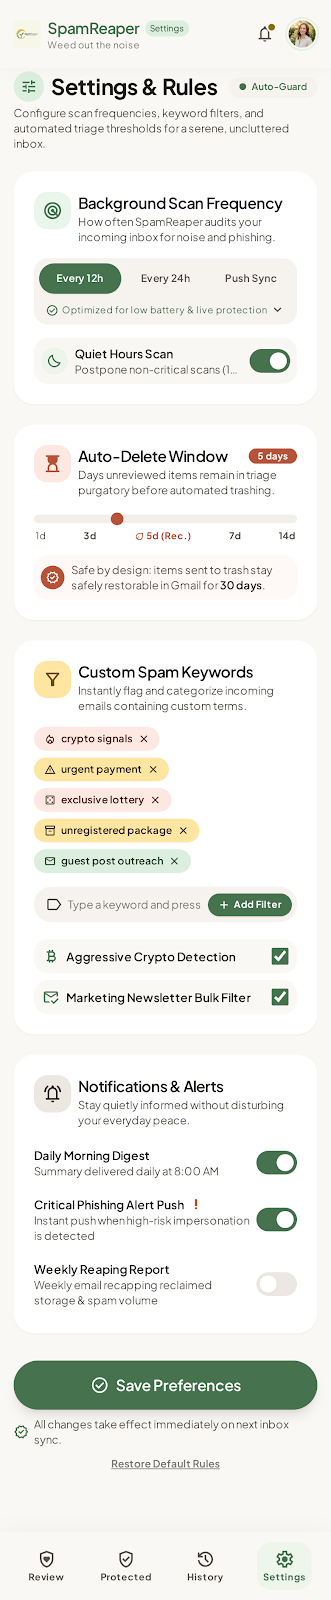 SpamReaper Settings
Weed out the noise
Settings & Rules
Auto-Guard
Configure scan frequencies, keyword filters, and
automated triage thresholds for a serene, uncluttered
inbox.
Background Scan Frequency
How often SpamReaper audits your
incoming inbox for noise and phishing.
Every 12h Every 24h Push Sync
Optimized for low battery & live protection
Quiet Hours Scan
Postpone non-critical scans (1...
Auto-Delete Window 5 days
Days unreviewed items remain in triage
purgatory before automated trashing.
1d 3d 5d (Rec.) 7d 14d
Safe by design: items sent to trash stay
safely restorable in Gmail for 30 days.
Custom Spam Keywords
Instantly flag and categorize incoming
emails containing custom terms.
crypto signals ×
urgent payment ×
exclusive lottery ×
unregistered package ×
guest post outreach ×
Type a keyword and press + Add Filter
Aggressive Crypto Detection
Marketing Newsletter Bulk Filter
Notifications & Alerts
Stay quietly informed without disturbing
your everyday peace.
Daily Morning Digest
Summary delivered daily at 8:00 AM
Critical Phishing Alert Push !
Instant push when high-risk impersonation
is detected
Weekly Reaping Report
Weekly email recapping reclaimed
storage & spam volume
Save Preferences
All changes take effect immediately on next inbox
sync.
Restore Default Rules
Review Protected History Settings